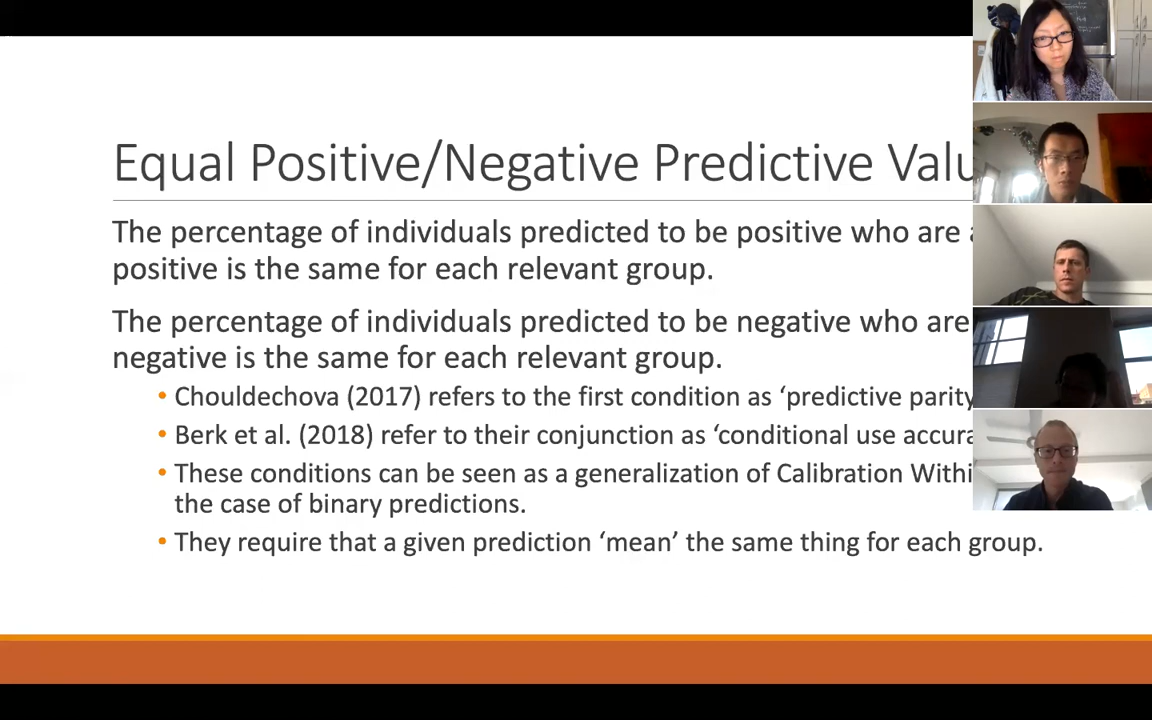 Equal Positive/Negative Predictive Valu
The percentage of individuals predicted to be positive who are a
positive is the same for each relevant group.
The percentage of individuals predicted to be negative who are
negative is the same for each relevant group.
• Chouldechova (2017) refers to the first condition as ‘predictive parity
• Berk et al. (2018) refer to their conjunction as ‘conditional use accura
• These conditions can be seen as a generalization of Calibration Withi
the case of binary predictions.
• They require that a given prediction ‘mean’ the same thing for each group.